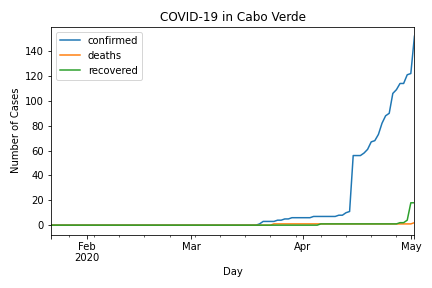 COVID-19 in Cabo Verde
confirmed
deaths
recovered
Number of Cases
140
120
100
80
60
40
20
0
Feb
2020
Mar
Apr
May
Day